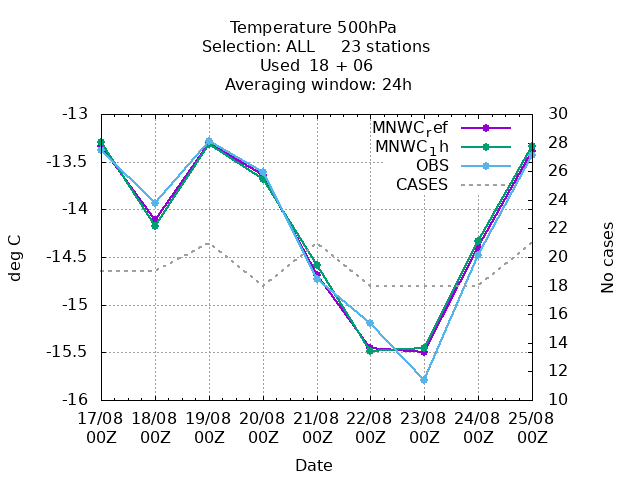 Temperature 500hPa
Selection: ALL     23 stations
Used  18 + 06
Averaging window: 24h
deg C
-13
-13.5
-14
-14.5
-15
-15.5
-16
MNWC_ref
MNWC_1h
OBS
CASES
30
28
26
24
22
20
18
16
14
12
10
No cases
17/08 18/08 19/08 20/08 21/08 22/08 23/08 24/08 25/08
00Z 00Z 00Z 00Z 00Z 00Z 00Z 00Z 00Z
Date